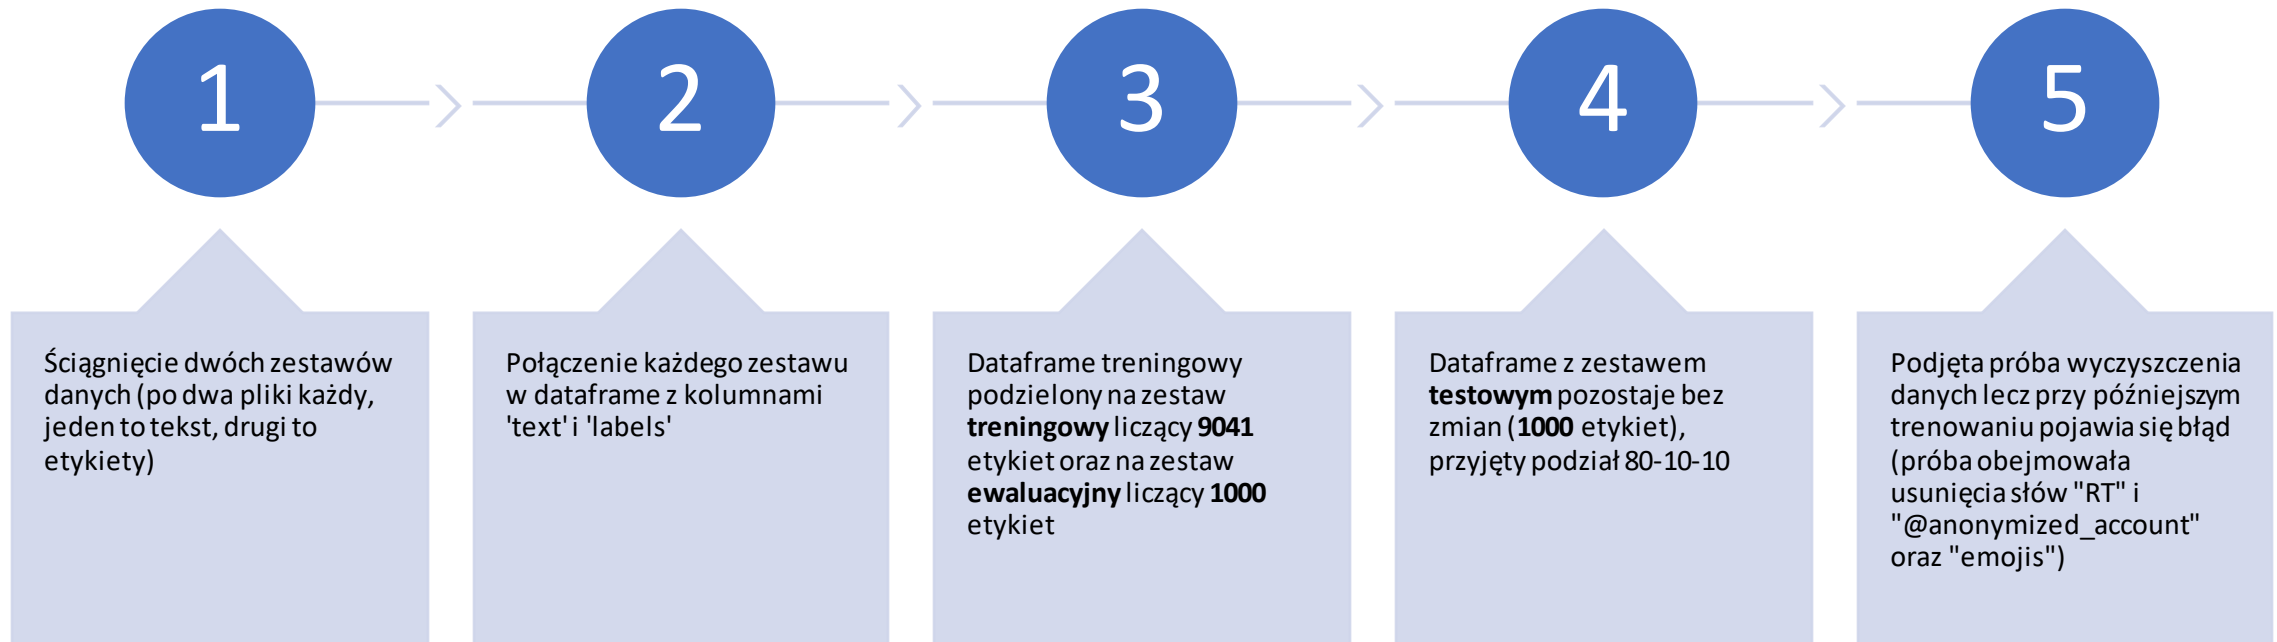 1
2
3
4
5
Ściągnięcie dwóch zestawów
danych (po dwa pliki każdy,
jeden to tekst, drugi to
etykiety)
Połączenie każdego zestawu
w dataframe z kolumnami
'text' i 'labels'
Dataframe treningowy
podzielony na zestaw
treningowy liczący 9041
etykiet oraz na zestaw
ewaluacyjny liczący 1000
etykiet
Dataframe z zestawem
testowym pozostaje bez
zmian (1000 etykiet),
przyjęty podział 80-10-10
Podjęta próba wyczyszczenia
danych lecz przy późniejszym
trenowaniu pojawia się błąd
(próba obejmowała
usunięcia słów "RT" i
"@anonymized_account"
oraz "emojis")